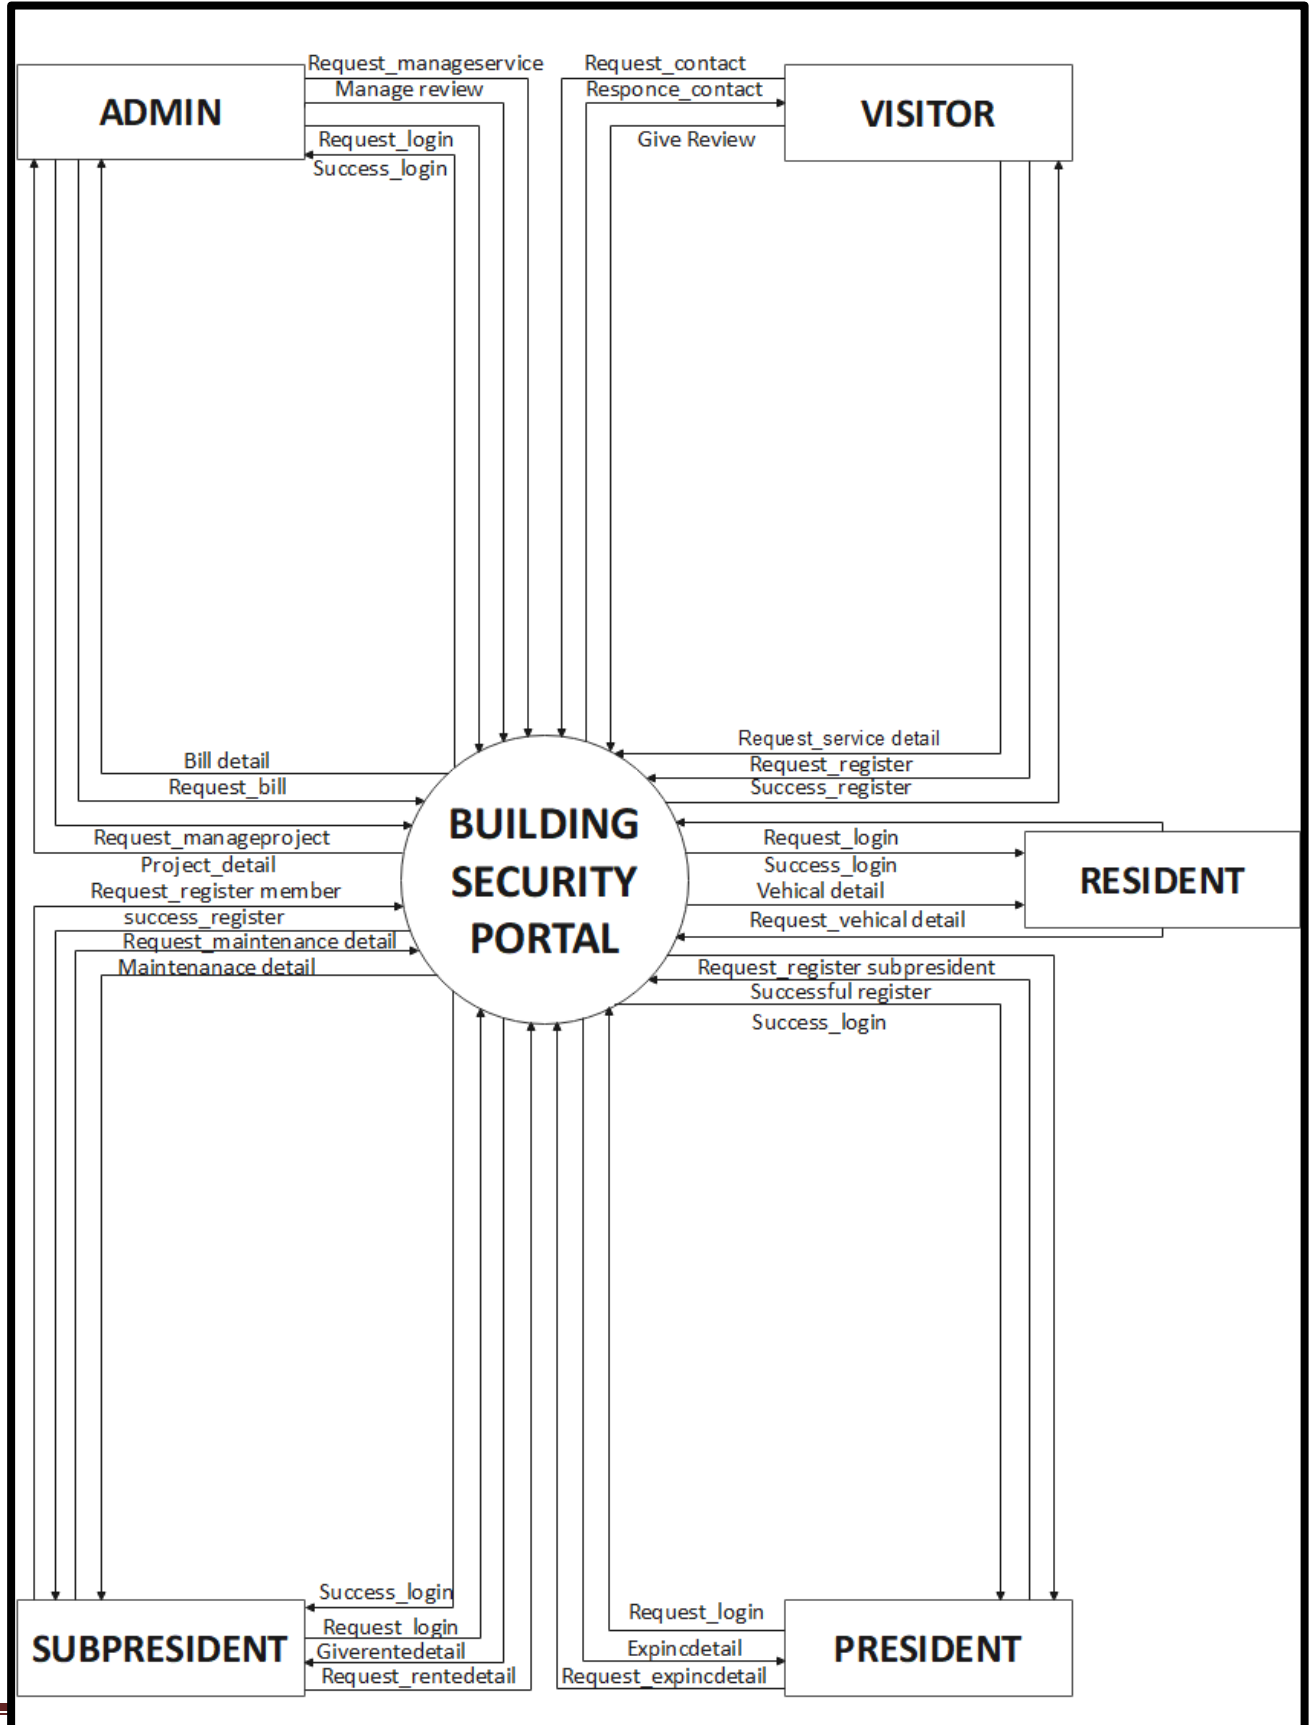 Request_manageservice
Manage review
Request_login
Success_login
ADMIN
Request_contact
Responce_contact
Give Review
VISITOR
Bill detail
Request_bill
Request_manageproject
Project_detail
Request_register member
success_register
Request_maintenance detail
Maintenanace detail
BUILDING
SECURITY
PORTAL
Request_service detail
Request_register
Success_register
Request_login
Success_login
Vehical detail
Request_vehical detail
RESIDENT
Request_register subpresident
Successful register
Success_login
Success_login
Request_login
Giverentedetail
Request_rentedetail
SUBPRESIDENT
Request_login
Expincdetail
Request_expincdetail
PRESIDENT